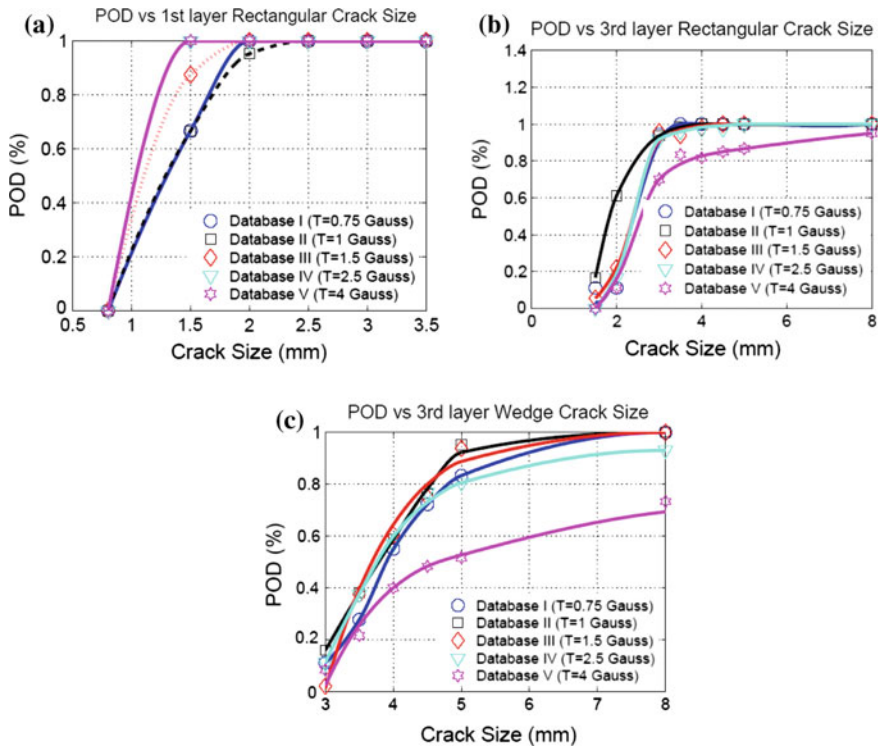 (a)
POD vs 1st layer Rectangular Crack Size
POD (%)
1
0.8
0.6
0.4
0.2
0
0.5
1
1.5
2
2.5
3
3.5
Crack Size (mm)
Database I (T=0.75 Gauss)
Database II (T=1 Gauss)
Database III (T=1.5 Gauss)
Database IV (T=2.5 Gauss)
Database V (T=4 Gauss)
(b)
POD vs 3rd layer Rectangular Crack Size
POD (%)
1.4
1.2
1
0.8
0.6
0.4
0.2
0
0
2
4
6
8
Crack Size (mm)
Database I (T=0.75 Gauss)
Database II (T=1 Gauss)
Database III (T=1.5 Gauss)
Database IV (T=2.5 Gauss)
Database V (T=4 Gauss)
(c)
POD vs 3rd layer Wedge Crack Size
POD (%)
1
0.8
0.6
0.4
0.2
0
3
4
5
6
7
8
Crack Size (mm)
Database I (T=0.75 Gauss)
Database II (T=1 Gauss)
Database III (T=1.5 Gauss)
Database IV (T=2.5 Gauss)
Database V (T=4 Gauss)